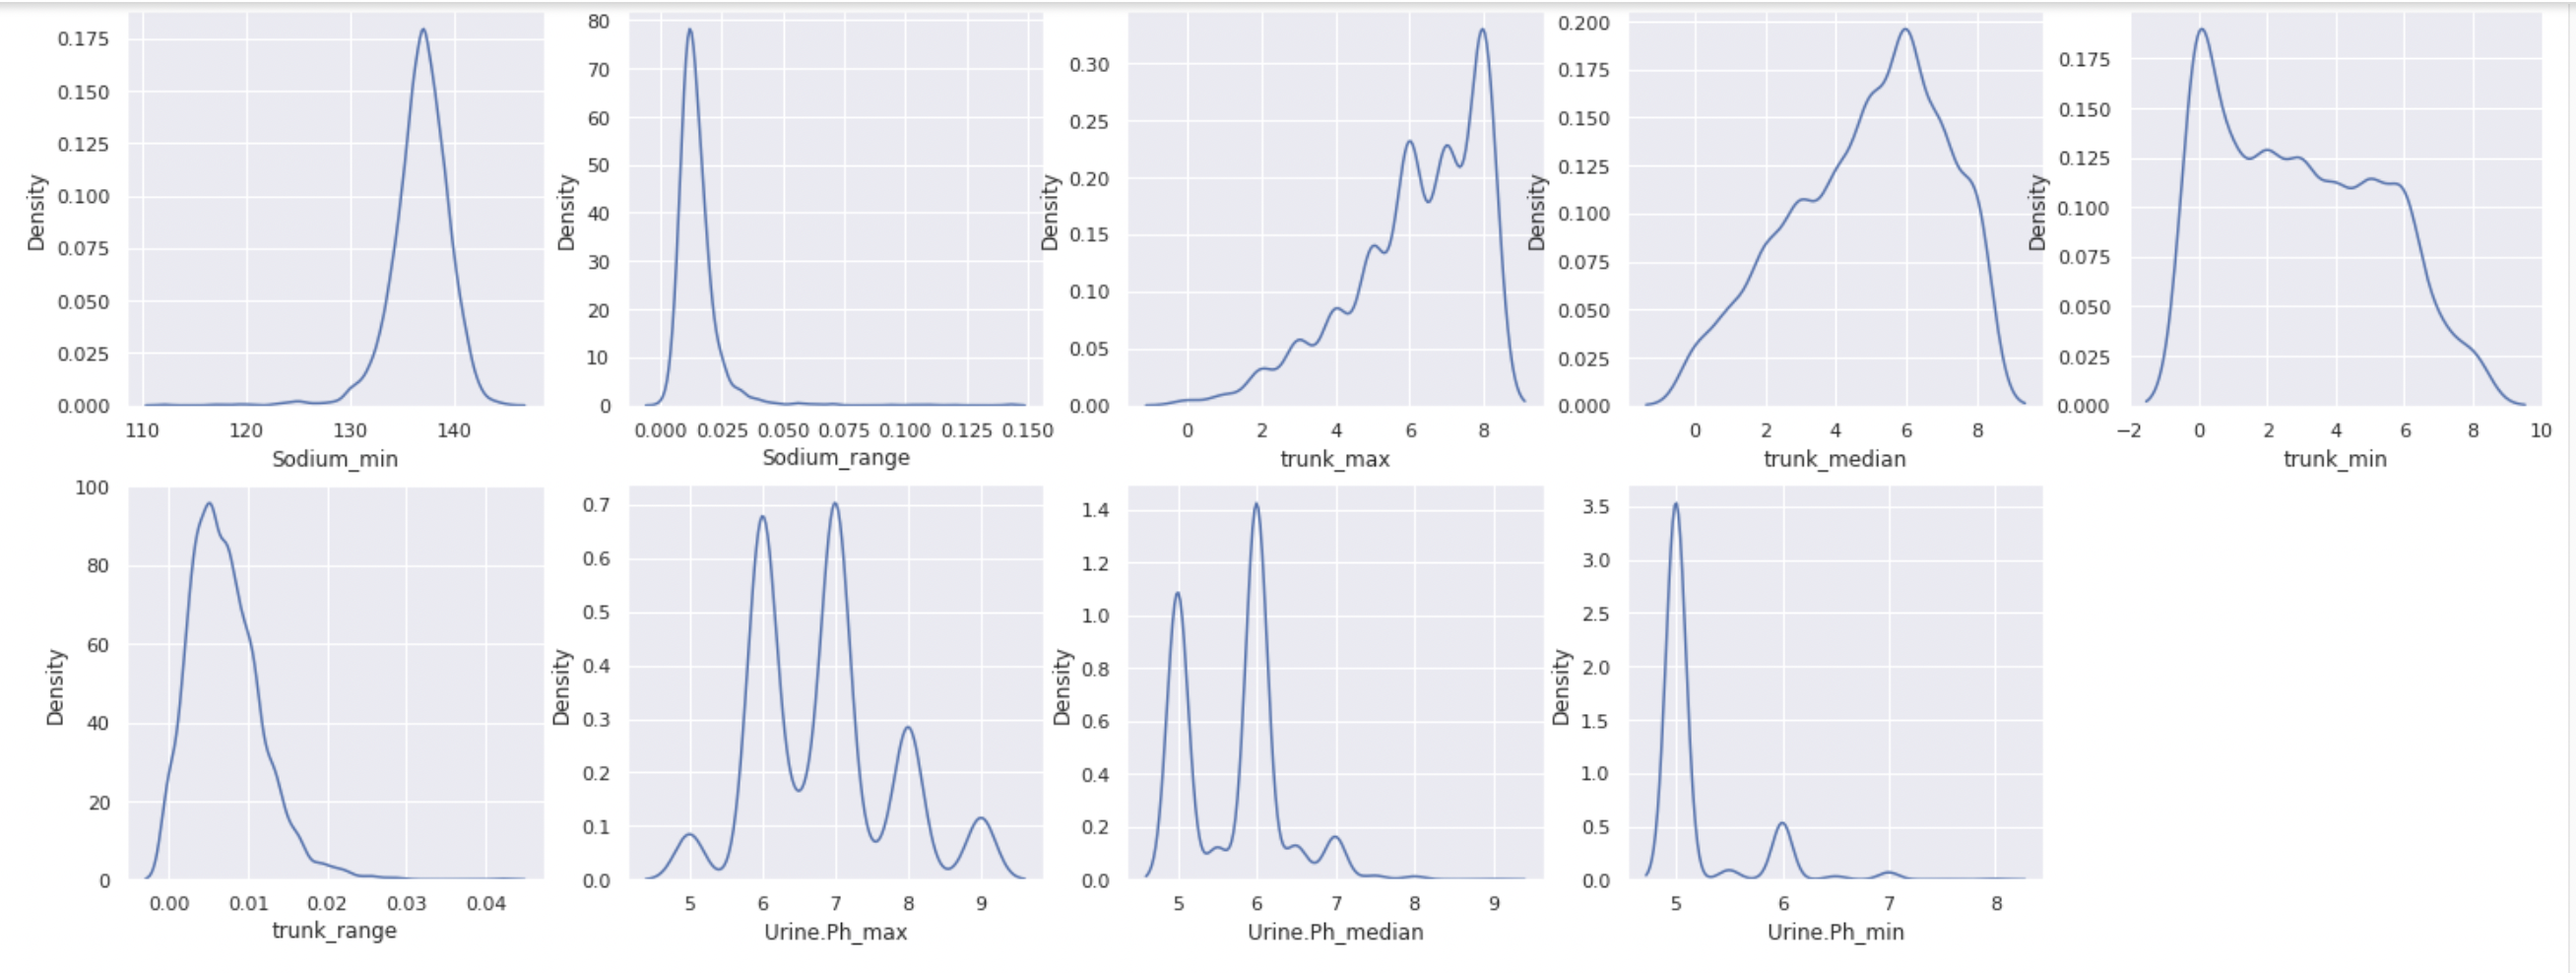 0.175
0.150
0.125
0.100
0.075
0.050
0.025
0.000
Density
110 120 130 140
Sodium_min
80
70
60
50
40
30
20
10
0
Density
0.000 0.025 0.050 0.075 0.100 0.125 0.150
Sodium_range
0.30
0.25
0.20
0.15
0.10
0.05
0.00
Density
0 2 4 6 8
trunk_max
0.200
0.175
0.150
0.125
0.100
0.075
0.050
0.025
0.000
Density
0 2 4 6 8
trunk_median
0.175
0.150
0.125
0.100
0.075
0.050
0.025
0.000
Density
−2 0 2 4 6 8 10
trunk_min
100
80
60
40
20
0
Density
0.00 0.01 0.02 0.03 0.04
trunk_range
0.7
0.6
0.5
0.4
0.3
0.2
0.1
0.0
Density
5 6 7 8 9
Urine.Ph_max
1.4
1.2
1.0
0.8
0.6
0.4
0.2
0.0
Density
5 6 7 8 9
Urine.Ph_median
3.5
3.0
2.5
2.0
1.5
1.0
0.5
0.0
Density
5 6 7 8
Urine.Ph_min